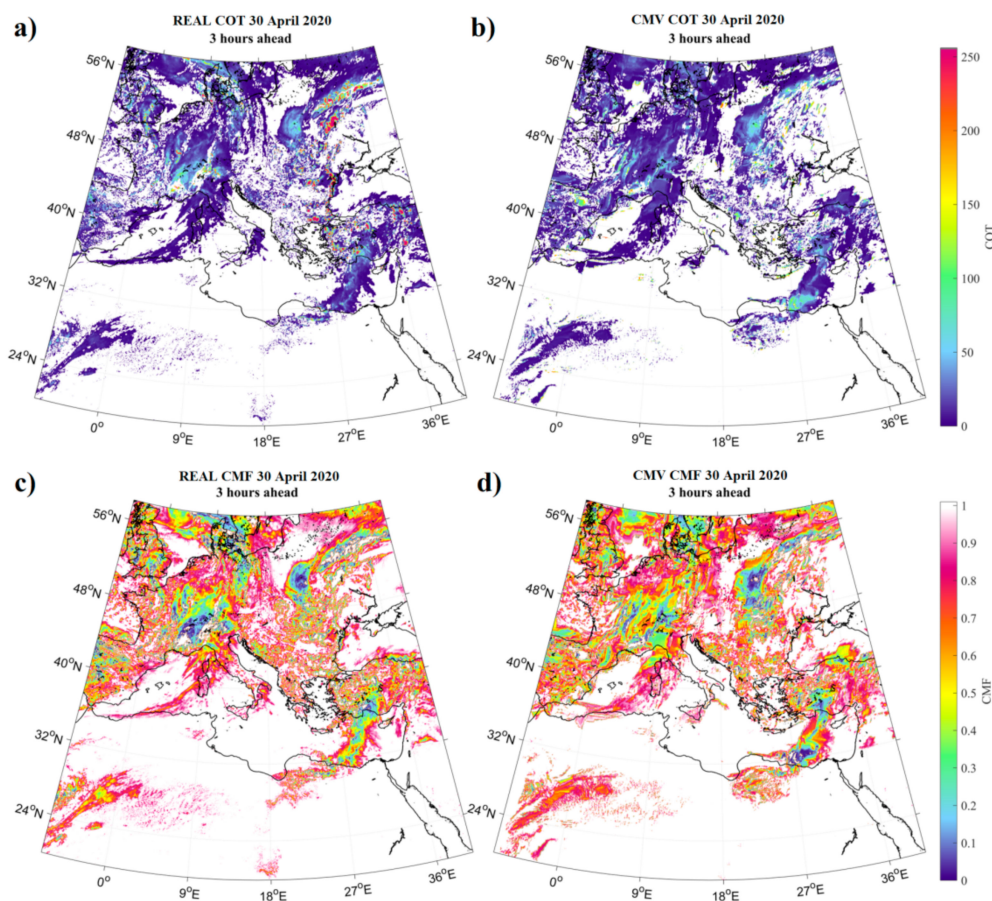 a)
REAL COT 30 April 2020
3 hours ahead
56°N
48°N
40°N
32°N
24°N
0°
9°E
18°E
27°E
36°E
b)
CMV COT 30 April 2020
3 hours ahead
56°N
48°N
40°N
32°N
24°N
0°
9°E
18°E
27°E
36°E
250
200
150
100
50
0
COT
c)
REAL CMF 30 April 2020
3 hours ahead
56°N
48°N
40°N
32°N
24°N
0°
9°E
18°E
27°E
36°E
d)
CMV CMF 30 April 2020
3 hours ahead
56°N
48°N
40°N
32°N
24°N
0°
9°E
18°E
27°E
36°E
1
0.9
0.8
0.7
0.6
0.5
0.4
0.3
0.2
0.1
0
CMF